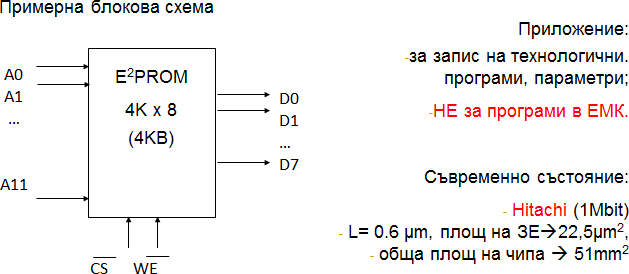 Примерна блокова схема
A0
A1
...
A11
E²PROM
4K x 8
(4KB)
D0
D1
...
D7
CS
WE
Приложение:
-за запис на технологични.
програми, параметри;
-НЕ за програми в ЕМК.
Съвременно състояние:
- Hitachi (1Mbit)
- L= 0.6 µm, площ на ЗЕ→22,5µm²,
- обща площ на чипа → 51mm²